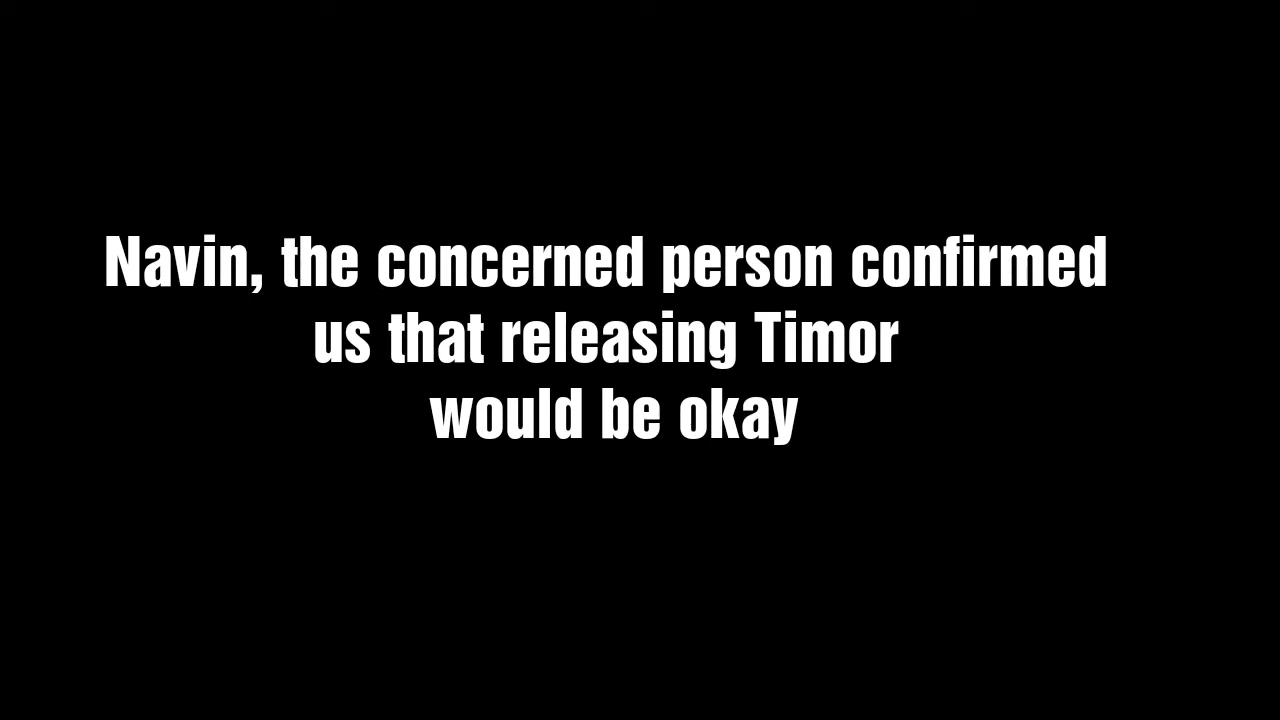 Navin, the concerned person confirmed
us that releasing Timor
would be okay